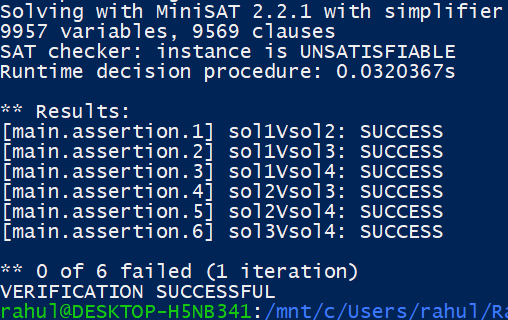 Solving with MiniSAT 2.2.1 with simplifier
9957 variables, 9569 clauses
SAT checker: instance is UNSATISFIABLE
Runtime decision procedure: 0.0320367s
** Results:
[main.assertion.1] sol1Vsol2: SUCCESS
[main.assertion.2] sol1Vsol3: SUCCESS
[main.assertion.3] sol1Vsol4: SUCCESS
[main.assertion.4] sol2Vsol3: SUCCESS
[main.assertion.5] sol2Vsol4: SUCCESS
[main.assertion.6] sol3Vsol4: SUCCESS
** 0 of 6 failed (1 iteration)
VERIFICATION SUCCESSFUL
rahul@DESKTOP-H5NB341:/mnt/c/Users/rahul/Ra